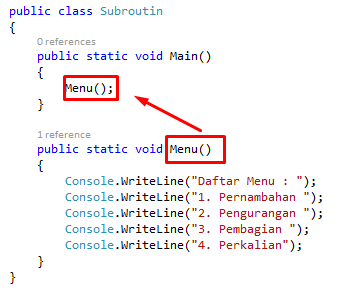 public class Subroutin
{
0 references
public static void Main()
{
Menu();
}
1 reference
public static void Menu()
{
Console.WriteLine("Daftar Menu : ");
Console.WriteLine("1. Pernambahan ");
Console.WriteLine("2. Pengurangan ");
Console.WriteLine("3. Pembagian ");
Console.WriteLine("4. Perkalian");
}
}